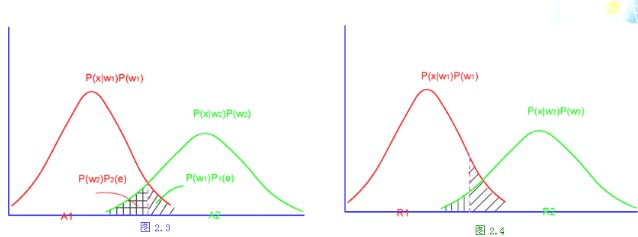 P(x|w1)P(w1)
P(x|w2)P(w2)
P(w2)P2(e)
P(w1)P1(e)
A1
A2
图 2.3
P(x|w1)P(w1)
P(x|w2)P(w2)
R1
R2
图 2.4